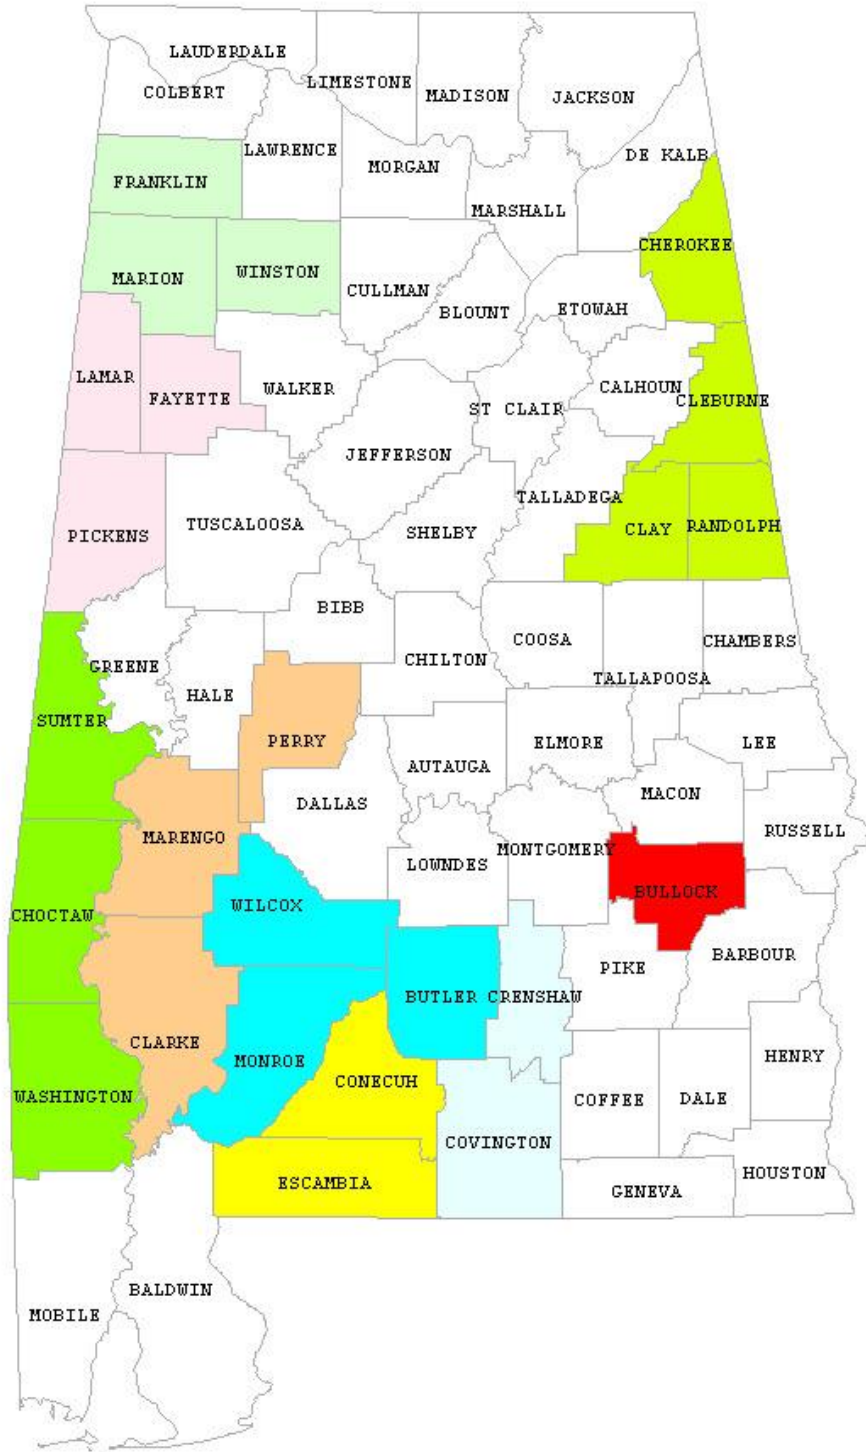 LAUDERDALE
LIMESTONE
COLBERT
MADISON
JACKSON
LAWRENCE
DE KALB
MORGAN
FRANKLIN
MARSHALL
CHEROKEE
MARION
WINSTON
CULLMAN
BLOUNT
ETOWAH
LAMAR
FAYETTE
WALKER
CALHOUN
CLEBURNE
ST CLAIR
JEFFERSON
TALLADEGA
TUSCALOOSA
PICKENS
SHELBY
CLAY
RANDOLPH
BIBB
COOSA
CHAMBERS
GREENE
CHILTON
TALLAPOOSA
HALE
SUMTER
PERRY
ELMORE
LEE
AUTAUGA
MACON
DALLAS
RUSSELL
MARENGO
MONTGOMERY
LOWNDES
BULLOCK
CHOCTAW
WILCOX
PIKE
BARBOUR
BUTLER
CRENSHAW
CLARKE
MONROE
HENRY
CONECUH
WASHINGTON
COFFEE
DALE
COVINGTON
ESCAMBIA
GENEVA
HOUSTON
BALDWIN
MOBILE